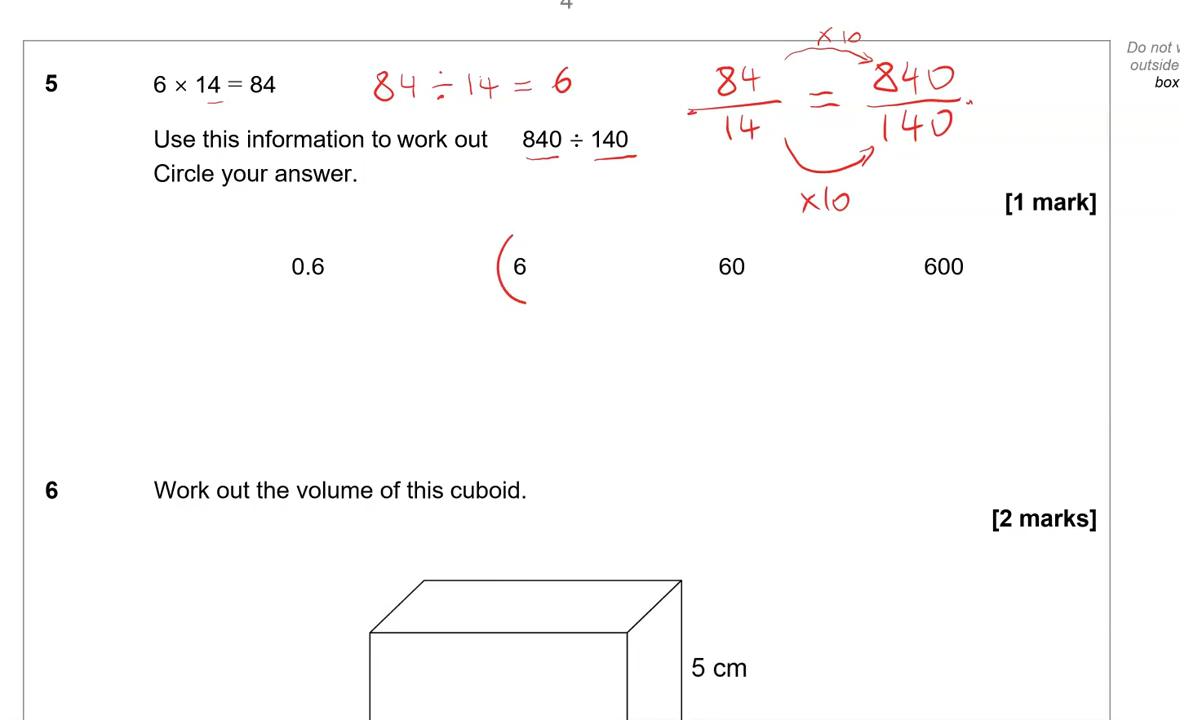 4
×10
5 6 × 14 = 84 84 ÷ 14 = 6 84/14 = 840/140
Do not
outside
box
Use this information to work out 840 ÷ 140
Circle your answer.
×10
[1 mark]
0.6 6 60 600
6 Work out the volume of this cuboid.
[2 marks]
5 cm